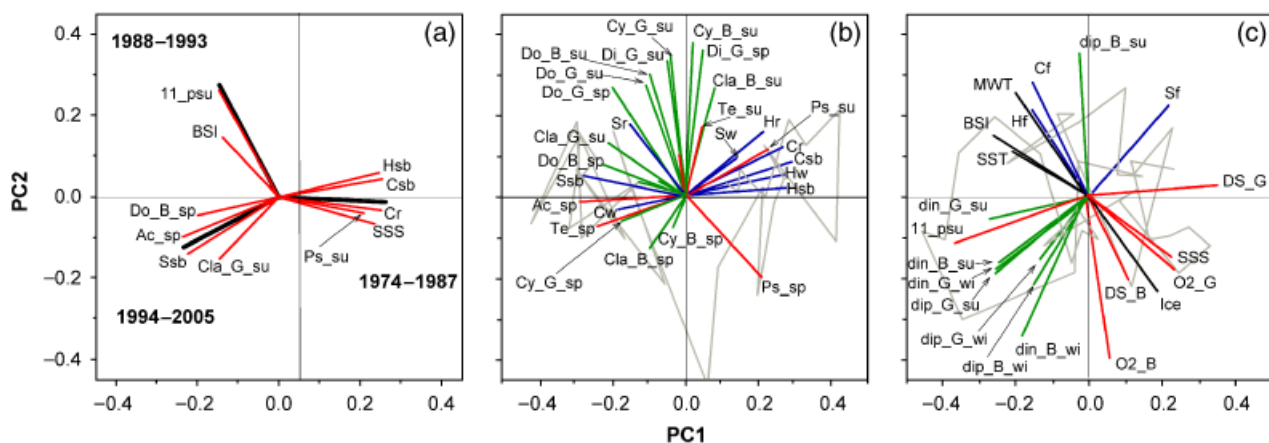 (a)
1988–1993
11_psu
BSI
Hsb
Csb
Do_B_sp
Cr
Ac_sp
SSS
Ssb
Cla_G_su
Ps_su
1974–1987
1994–2005
0.4
0.2
0.0
−0.2
−0.4
PC2
−0.4
−0.2
0.0
0.2
0.4
(b)
Cy_G_su
Cy_B_su
Do_B_su
Di_G_su
Di_G_sp
Do_G_su
Do_G_sp
Cla_B_su
Te_su
Ps_su
Sr
Sw
Hr
Cla_G_su
Cr
Do_B_sp
Csb
Ssb
Hw
Hsb
Ac_sp
Cw
Te_sp
Cy_B_sp
Cla_B_sp
Cy_G_sp
Ps_sp
−0.4
−0.2
0.0
0.2
0.4
PC1
(c)
dip_B_su
Cf
MWT
Sf
Hf
BSI
SST
DS_G
din_G_su
11_psu
din_B_su
SSS
din_G_wi
O2_G
dip_G_su
DS_B
Ice
dip_G_wi
din_B_wi
dip_B_wi
O2_B
−0.4
−0.2
0.0
0.2
0.4